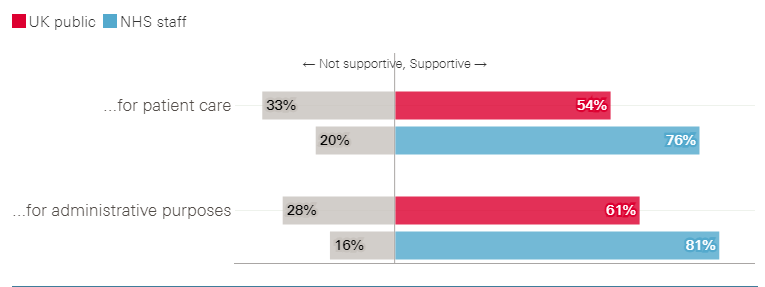 UK public NHS staff
← Not supportive, Supportive →
...for patient care 33% 54%
20% 76%
...for administrative purposes 28% 61%
16% 81%